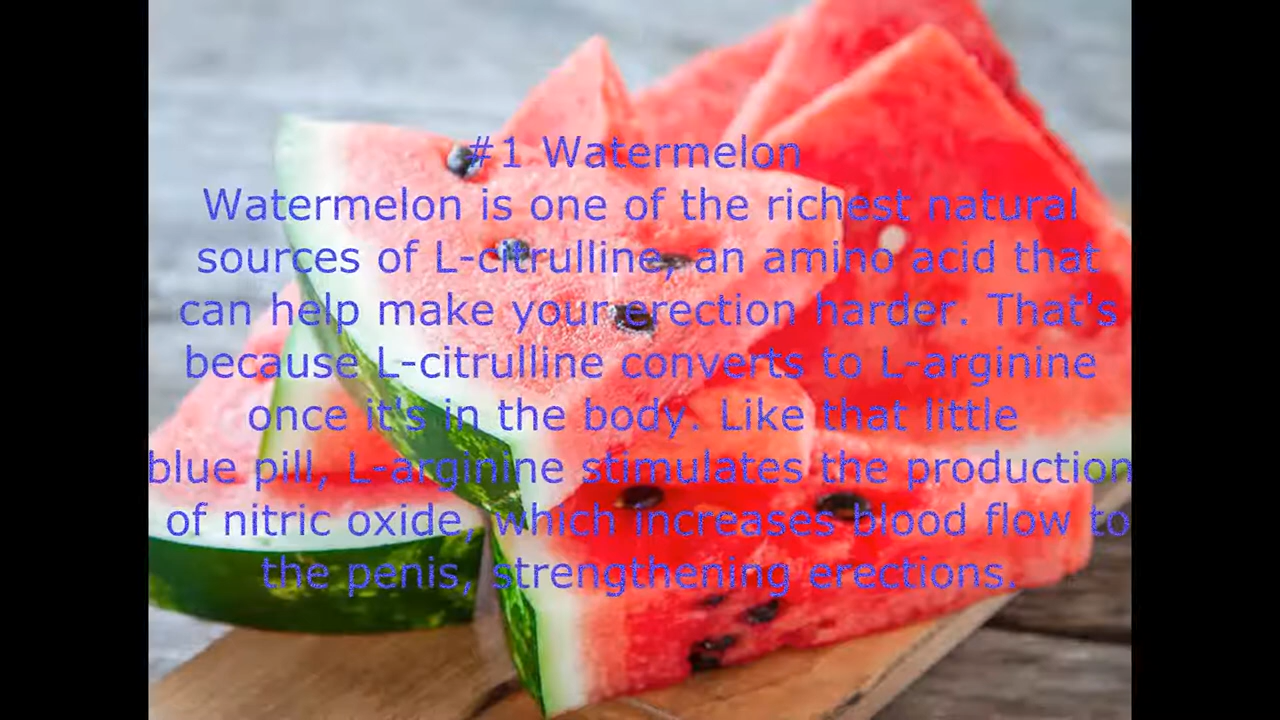 #1 Watermelon
Watermelon is one of the richest natural
sources of L-citrulline, an amino acid that
can help make your erection harder. That's
because L-citrulline converts to L-arginine
once it's in the body. Like that little
blue pill, L-arginine stimulates the production
of nitric oxide, which increases blood flow to
the penis, strengthening erections.